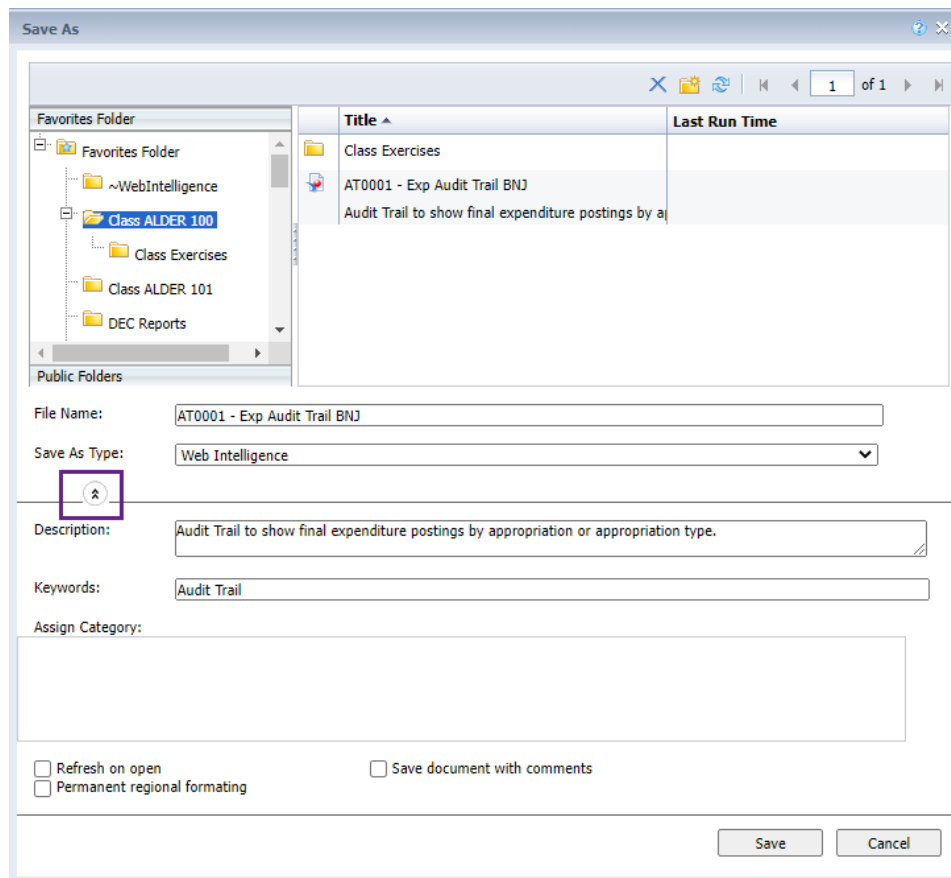 Save As
1 of 1
Favorites Folder
Title
Last Run Time
Favorites Folder
Class Exercises
~WebIntelligence
AT0001 - Exp Audit Trail BNJ
Class ALDER 100
Audit Trail to show final expenditure postings by a
Class Exercises
Class ALDER 101
DEC Reports
Public Folders
File Name: AT0001 - Exp Audit Trail BNJ
Save As Type: Web Intelligence
Description: Audit Trail to show final expenditure postings by appropriation or appropriation type.
Keywords: Audit Trail
Assign Category:
Refresh on open Save document with comments
Permanent regional formating
Save Cancel